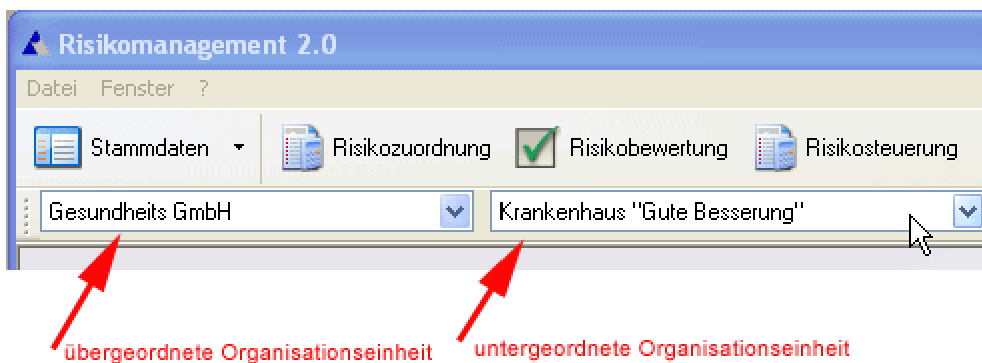 Risikomanagement 2.0
Datei Fenster ?
Stammdaten Risikozuordnung Risikobewertung Risikosteuerung
Gesundheits GmbH Krankenhaus "Gute Besserung"
übergeordnete Organisationseinheit untergeordnete Organisationseinheit